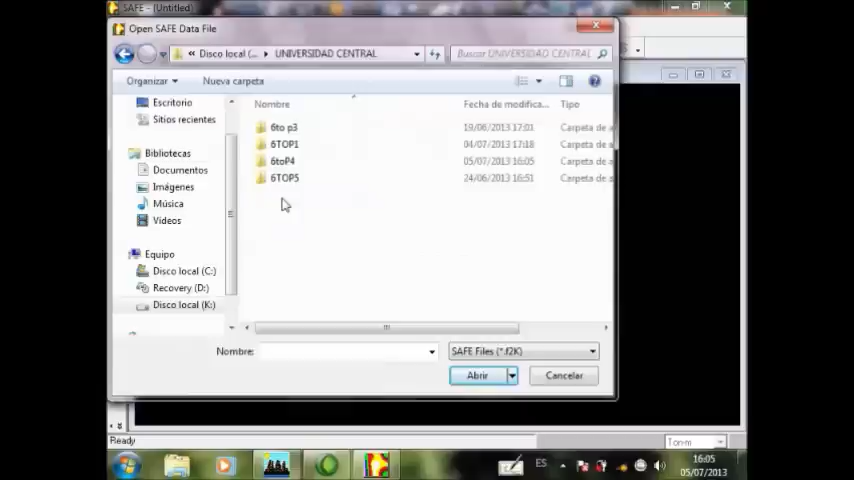 SAFE - (Untitled)
Open SAFE Data File
« Disco local (... ▸ UNIVERSIDAD CENTRAL
Buscar UNIVERSIDAD CENTRAL
Organizar
Nueva carpeta
Escritorio
Sitios recientes
Bibliotecas
Documentos
Imágenes
Música
Vídeos
Equipo
Disco local (C:)
Recovery (D:)
Disco local (K:)
Nombre
Fecha de modifica...
Tipo
6to p3
19/06/2013 17:01
Carpeta de a
6TOP1
04/07/2013 17:18
Carpeta de a
6toP4
05/07/2013 16:05
Carpeta de a
6TOP5
24/06/2013 16:51
Carpeta de a
Nombre:
SAFE Files (*.f2K)
Abrir
Cancelar
Ready
Ton-m
ES
16:05
05/07/2013